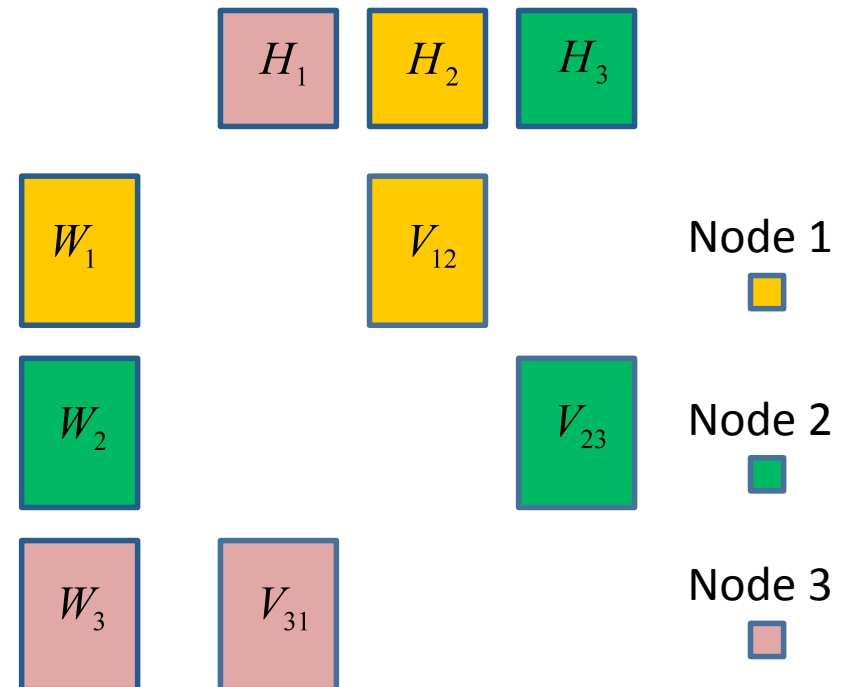 H₁ H₂ H₃
W₁ V₁₂ Node 1
W₂ V₂₃ Node 2
W₃ V₃₁ Node 3